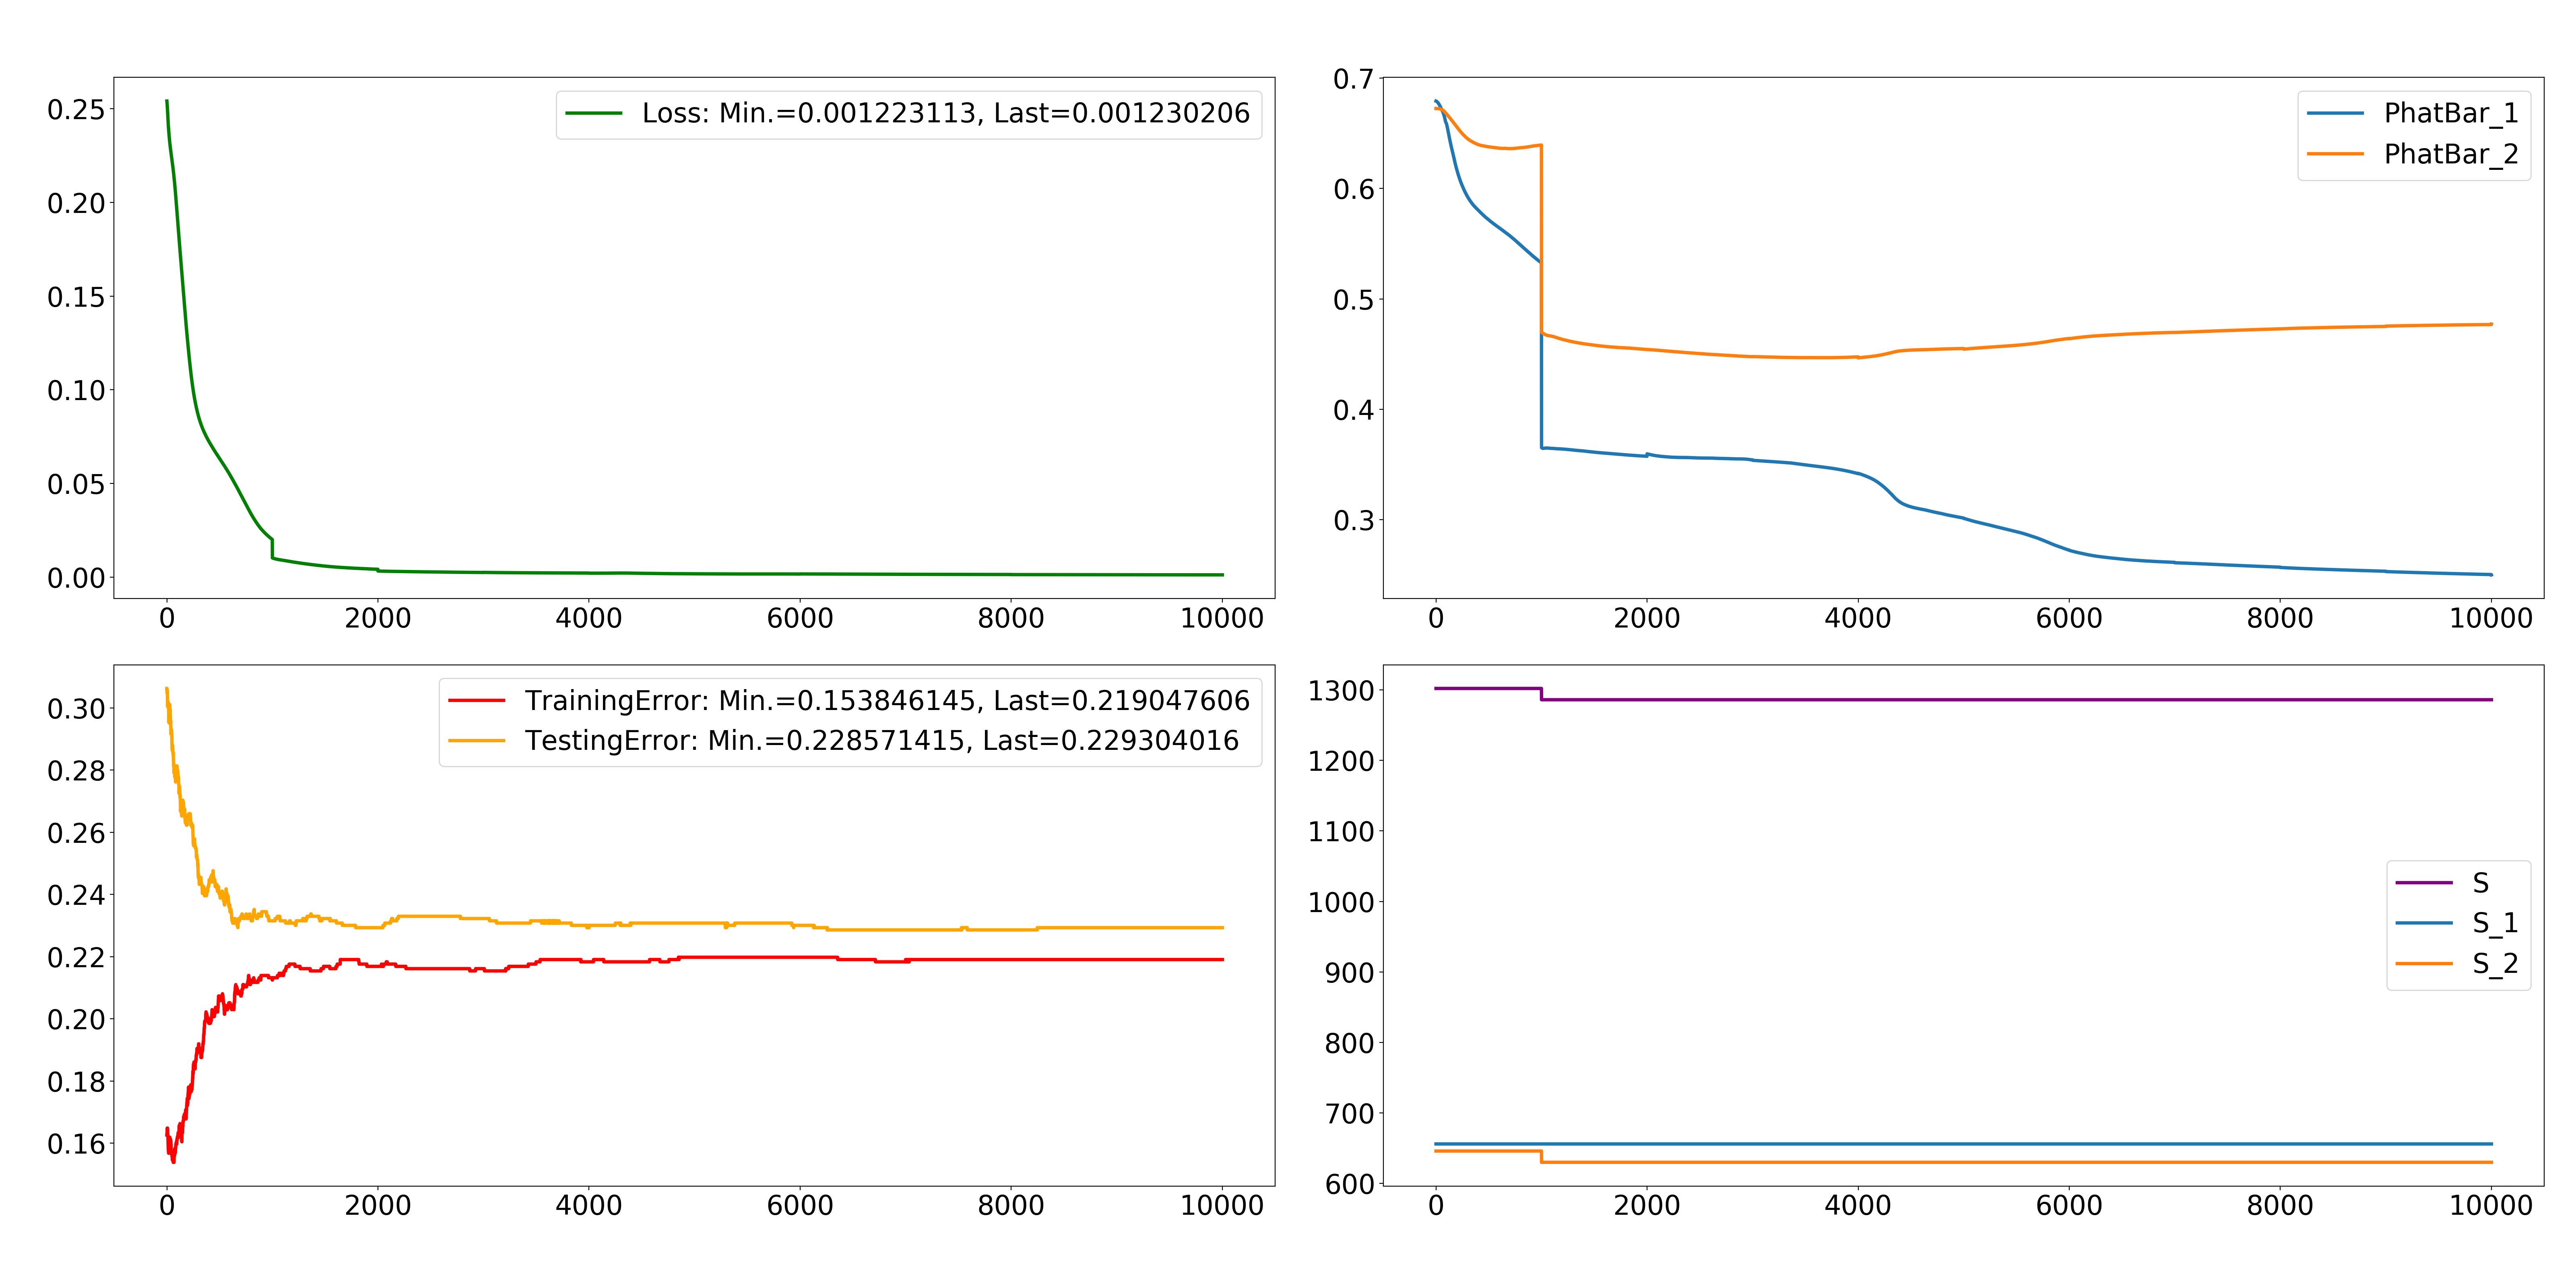 Loss: Min.=0.001223113, Last=0.001230206
0.25
0.20
0.15
0.10
0.05
0.00
0 2000 4000 6000 8000 10000
PhatBar_1
PhatBar_2
0.7
0.6
0.5
0.4
0.3
0 2000 4000 6000 8000 10000
TrainingError: Min.=0.153846145, Last=0.219047606
TestingError: Min.=0.228571415, Last=0.229304016
0.30
0.28
0.26
0.24
0.22
0.20
0.18
0.16
0 2000 4000 6000 8000 10000
1300
1200
1100
1000
900
800
700
600
S
S_1
S_2
0 2000 4000 6000 8000 10000